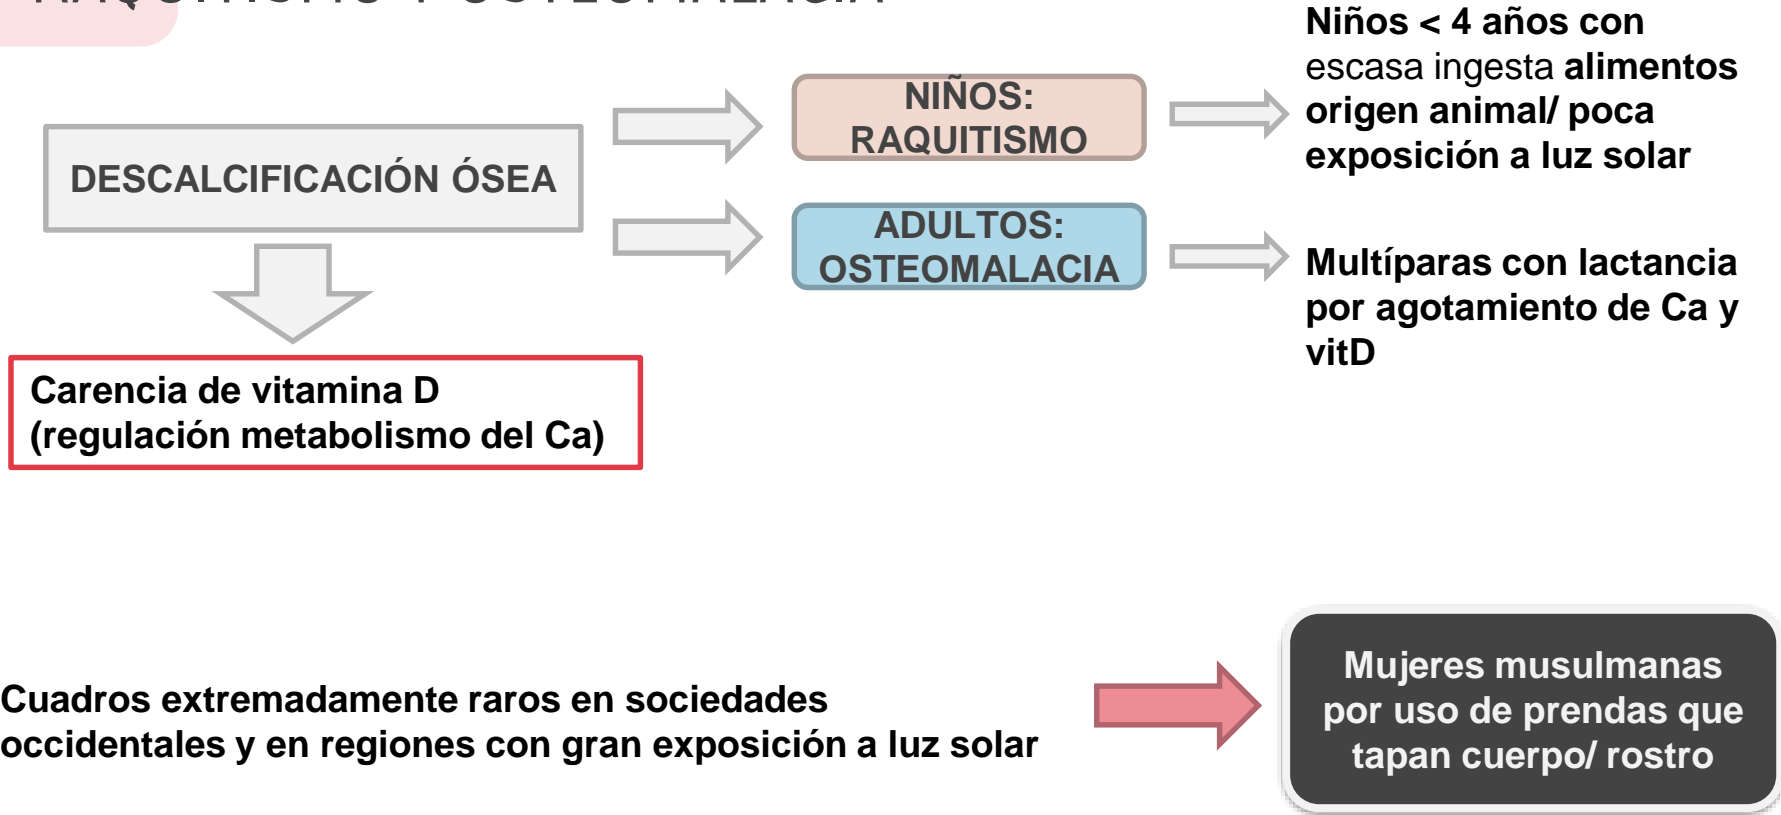 RAQUITISMO Y OSTEOMALACIA
Niños < 4 años con
escasa ingesta alimentos
origen animal/ poca
exposición a luz solar
NIÑOS:
RAQUITISMO
DESCALCIFICACIÓN ÓSEA
ADULTOS:
OSTEOMALACIA
Multíparas con lactancia
por agotamiento de Ca y
vitD
Carencia de vitamina D
(regulación metabolismo del Ca)
Cuadros extremadamente raros en sociedades
occidentales y en regiones con gran exposición a luz solar
Mujeres musulmanas
por uso de prendas que
tapan cuerpo/ rostro